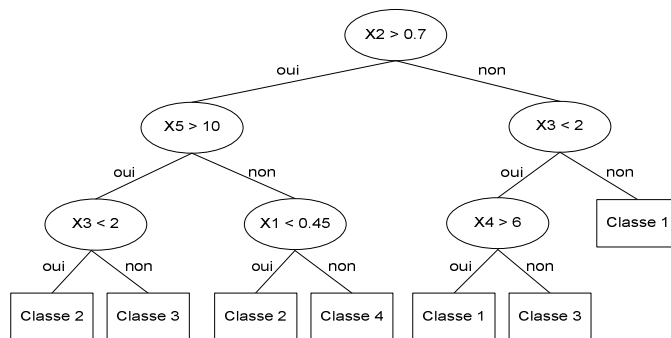 X2 > 0.7
oui
non
X5 > 10
X3 < 2
oui
non
oui
non
X3 < 2
X1 < 0.45
X4 > 6
Classe 1
oui
non
oui
non
oui
non
Classe 2
Classe 3
Classe 2
Classe 4
Classe 1
Classe 3